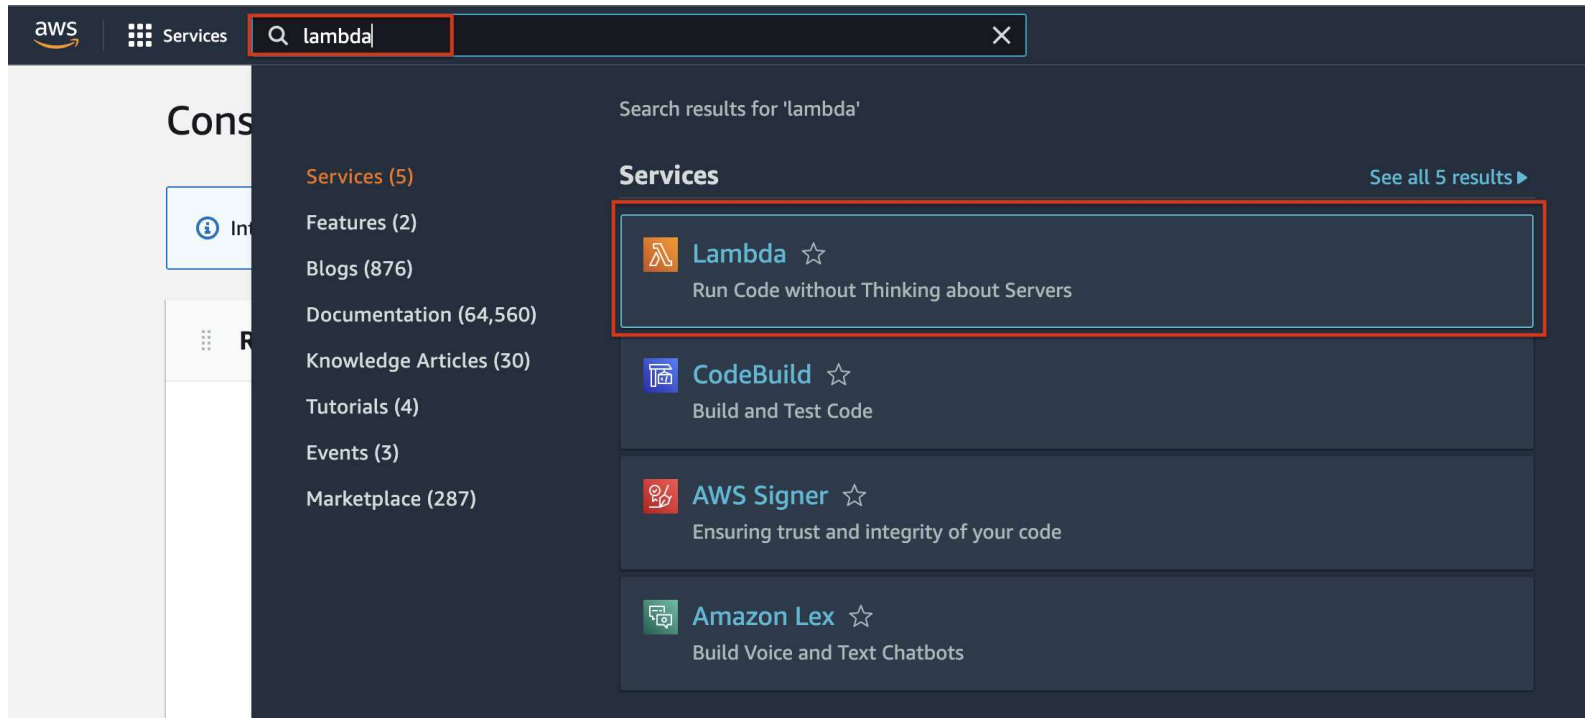 aws
Services
lambda
Cons
Int
R
Search results for 'lambda'
Services (5)
Features (2)
Blogs (876)
Documentation (64,560)
Knowledge Articles (30)
Tutorials (4)
Events (3)
Marketplace (287)
Services
See all 5 results
Lambda
Run Code without Thinking about Servers
CodeBuild
Build and Test Code
AWS Signer
Ensuring trust and integrity of your code
Amazon Lex
Build Voice and Text Chatbots